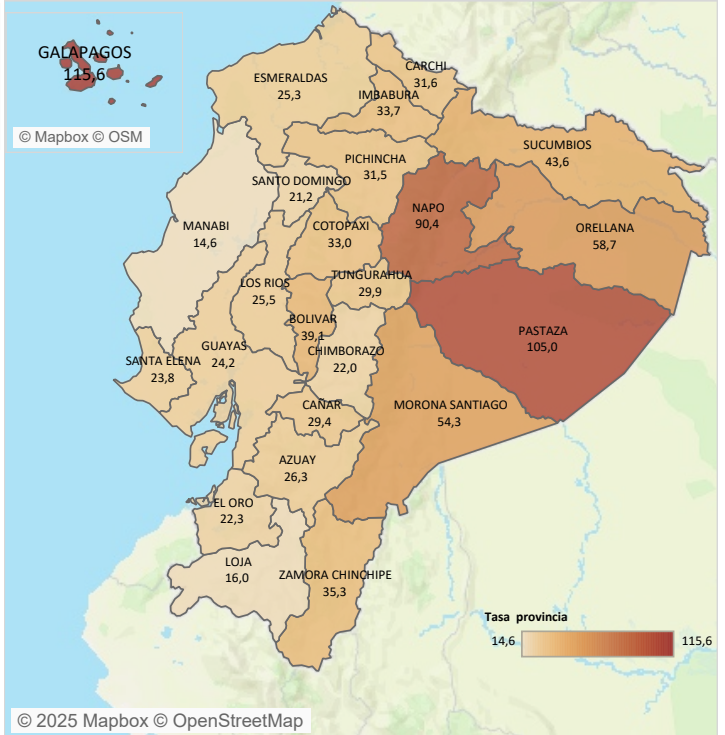 GALAPAGOS
115,6
© Mapbox © OSM
ESMERALDAS
25,3
CARCHI
31,6
IMBABURA
33,7
SUCUMBIOS
43,6
PICHINCHA
31,5
SANTO DOMINGO
21,2
NAPO
90,4
MANABI
14,6
COTOPAXI
33,0
ORELLANA
58,7
TUNGURAHUA
29,9
LOS RIOS
25,5
BOLIVAR
39,1
PASTAZA
105,0
GUAYAS
24,2
CHIMBORAZO
22,0
SANTA ELENA
23,8
CAÑAR
29,4
MORONA SANTIAGO
54,3
AZUAY
26,3
EL ORO
22,3
LOJA
16,0
ZAMORA CHINCHIPE
35,3
Tasa provincia
14,6 115,6
© 2025 Mapbox © OpenStreetMap